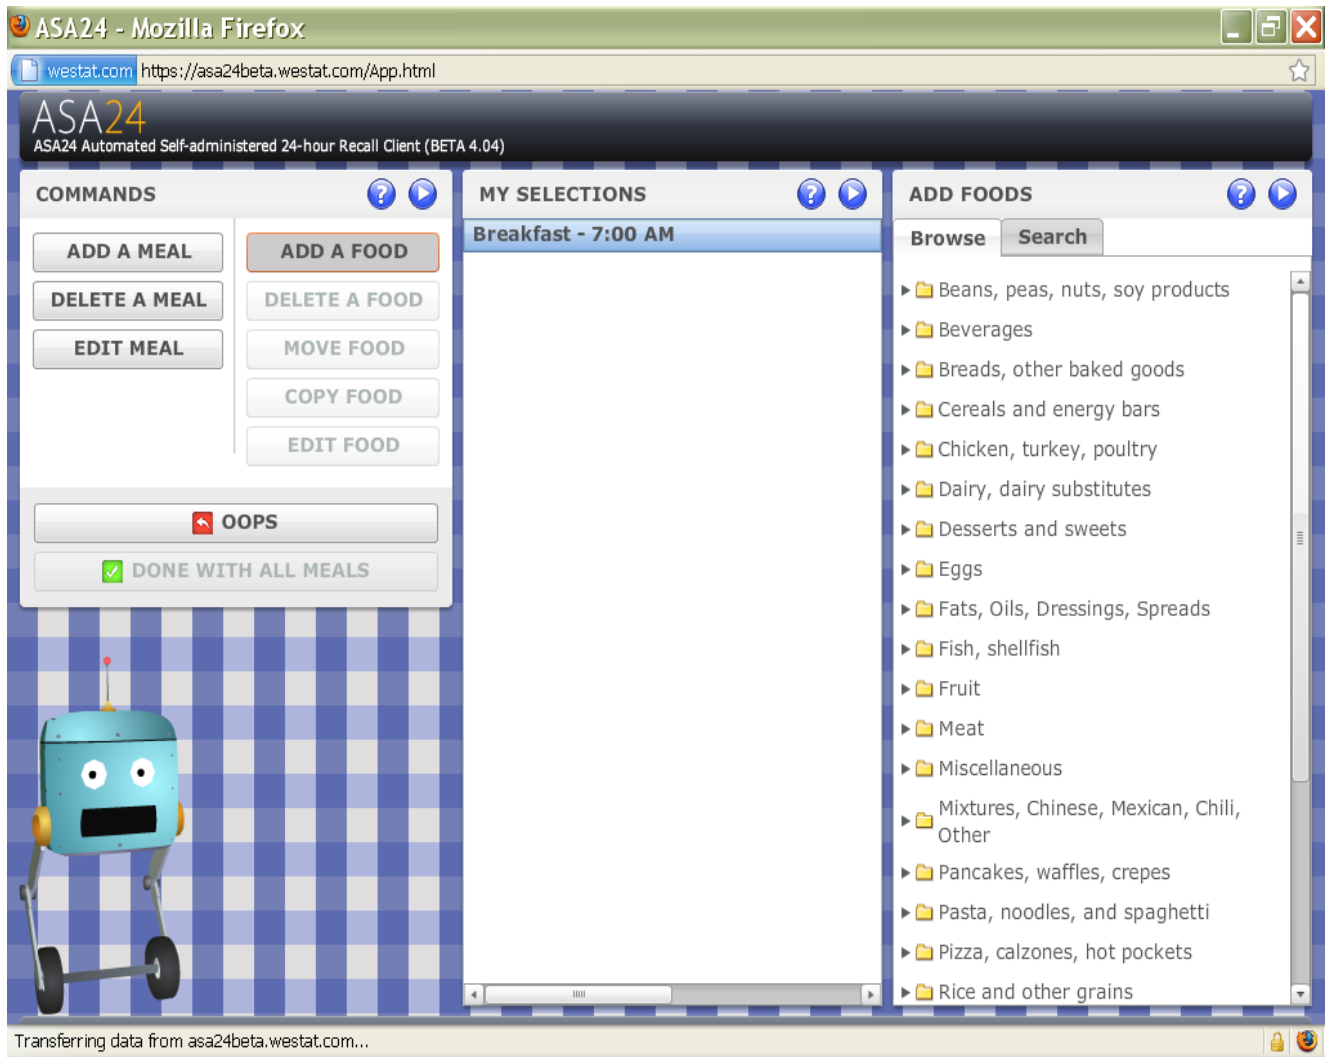 ASA24 - Mozilla Firefox
westat.com https://asa24beta.westat.com/App.html
ASA24
ASA24 Automated Self-administered 24-hour Recall Client (BETA 4.04)
COMMANDS
ADD A MEAL
DELETE A MEAL
EDIT MEAL
ADD A FOOD
DELETE A FOOD
MOVE FOOD
COPY FOOD
EDIT FOOD
OOPS
DONE WITH ALL MEALS
MY SELECTIONS
Breakfast - 7:00 AM
ADD FOODS
Browse Search
Beans, peas, nuts, soy products
Beverages
Breads, other baked goods
Cereals and energy bars
Chicken, turkey, poultry
Dairy, dairy substitutes
Desserts and sweets
Eggs
Fats, Oils, Dressings, Spreads
Fish, shellfish
Fruit
Meat
Miscellaneous
Mixtures, Chinese, Mexican, Chili,
Other
Pancakes, waffles, crepes
Pasta, noodles, and spaghetti
Pizza, calzones, hot pockets
Rice and other grains
Transferring data from asa24beta.westat.com...